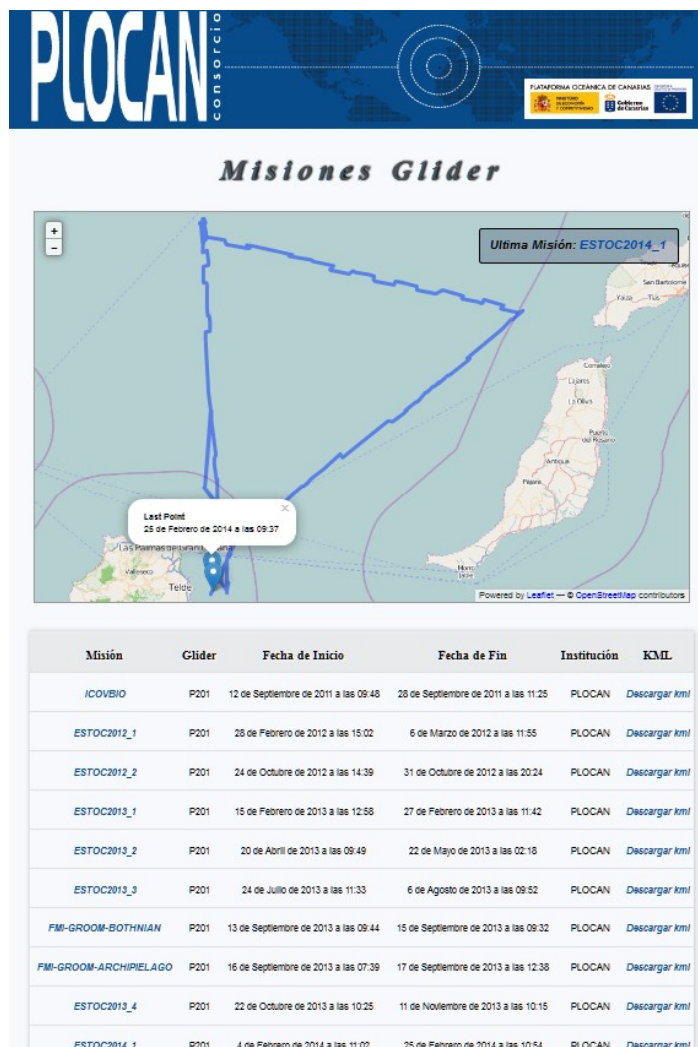 PLOCAN
consorcio
PLATAFORMA OCEÁNICA DE CANARIAS
Gobierno
de Canarias
Misiones Glider
+
−
Ultima Misión: ESTOC2014_1
San Bartolomé
Yaiza
Tías
Corralejo
Lajares
La Oliva
Puerto
del Rosario
Antigua
Pájara
Morro
Jable
Last Point
25 de Febrero de 2014 a las 09:37
×
Valleseco
Telde
Powered by Leaflet — © OpenStreetMap contributors
Misión Glider Fecha de Inicio Fecha de Fin Institución KML
ICOVBIO P201 12 de Septiembre de 2011 a las 09:48 28 de Septiembre de 2011 a las 11:25 PLOCAN Descargar kml
ESTOC2012_1 P201 28 de Febrero de 2012 a las 15:02 6 de Marzo de 2012 a las 11:55 PLOCAN Descargar kml
ESTOC2012_2 P201 24 de Octubre de 2012 a las 14:39 31 de Octubre de 2012 a las 20:24 PLOCAN Descargar kml
ESTOC2013_1 P201 15 de Febrero de 2013 a las 12:58 27 de Febrero de 2013 a las 11:42 PLOCAN Descargar kml
ESTOC2013_2 P201 20 de Abril de 2013 a las 09:49 22 de Mayo de 2013 a las 02:18 PLOCAN Descargar kml
ESTOC2013_3 P201 24 de Julio de 2013 a las 11:33 6 de Agosto de 2013 a las 09:52 PLOCAN Descargar kml
FMI-GROOM-BOTHNIAN P201 13 de Septiembre de 2013 a las 09:44 15 de Septiembre de 2013 a las 09:32 PLOCAN Descargar kml
FMI-GROOM-ARCHIPIELAGO P201 16 de Septiembre de 2013 a las 07:39 17 de Septiembre de 2013 a las 12:38 PLOCAN Descargar kml
ESTOC2013_4 P201 22 de Octubre de 2013 a las 10:25 11 de Noviembre de 2013 a las 10:15 PLOCAN Descargar kml
ESTOC2014_1 P201 4 de Febrero de 2014 a las 11:02 25 de Febrero de 2014 a las 10:54 PLOCAN Descargar kml